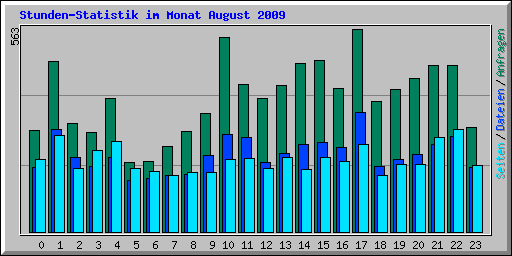 Stunden-Statistik im Monat August 2009
563
Seiten / Dateien / Anfragen
0 1 2 3 4 5 6 7 8 9 10 11 12 13 14 15 16 17 18 19 20 21 22 23